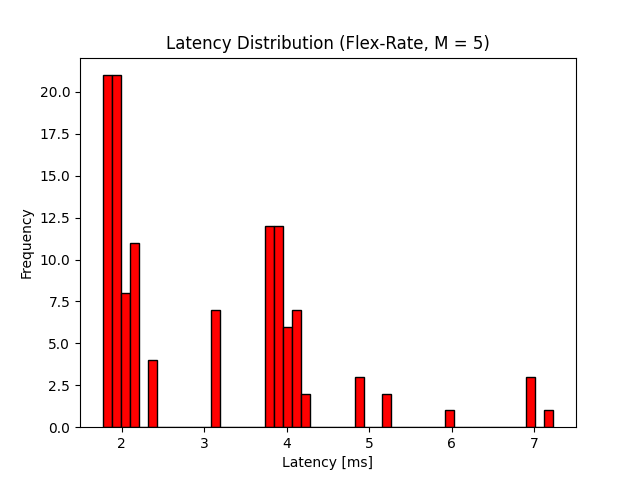 Latency Distribution (Flex-Rate, M = 5)
20.0
17.5
15.0
12.5
10.0
7.5
5.0
2.5
0.0
Frequency
2 3 4 5 6 7
Latency [ms]